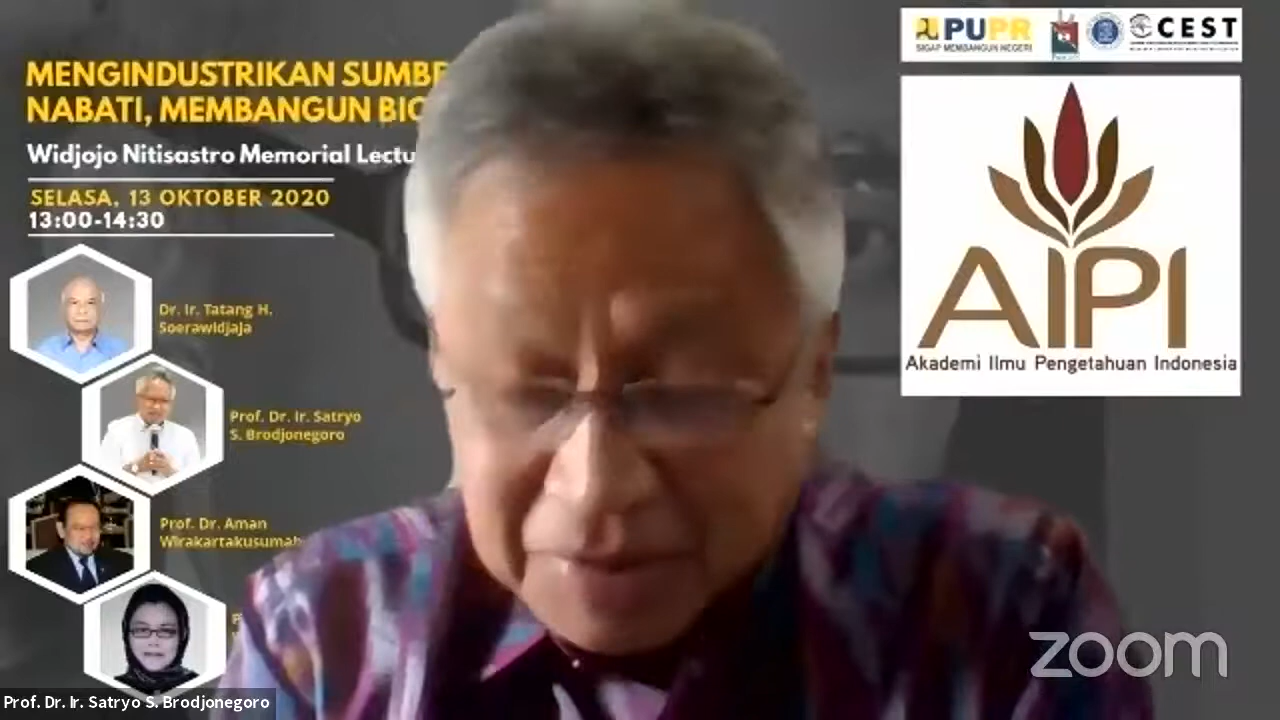 MENGINDUSTRIKAN SUMBE
NABATI, MEMBANGUN BIO
Widjojo Nitisastro Memorial Lectu
SELASA, 13 OKTOBER 2020
13:00-14:30
Dr. Ir. Tatang H.
Soerawidjaja
Prof. Dr. Ir. Satryo
S. Brodjonegoro
Prof. Dr. Aman
Wirakartakusumah
PUPR
SIGAP MEMBANGUN NEGERI
CEST
AIPI
Akademi Ilmu Pengetahuan Indonesia
zoom
Prof. Dr. Ir. Satryo S. Brodjonegoro